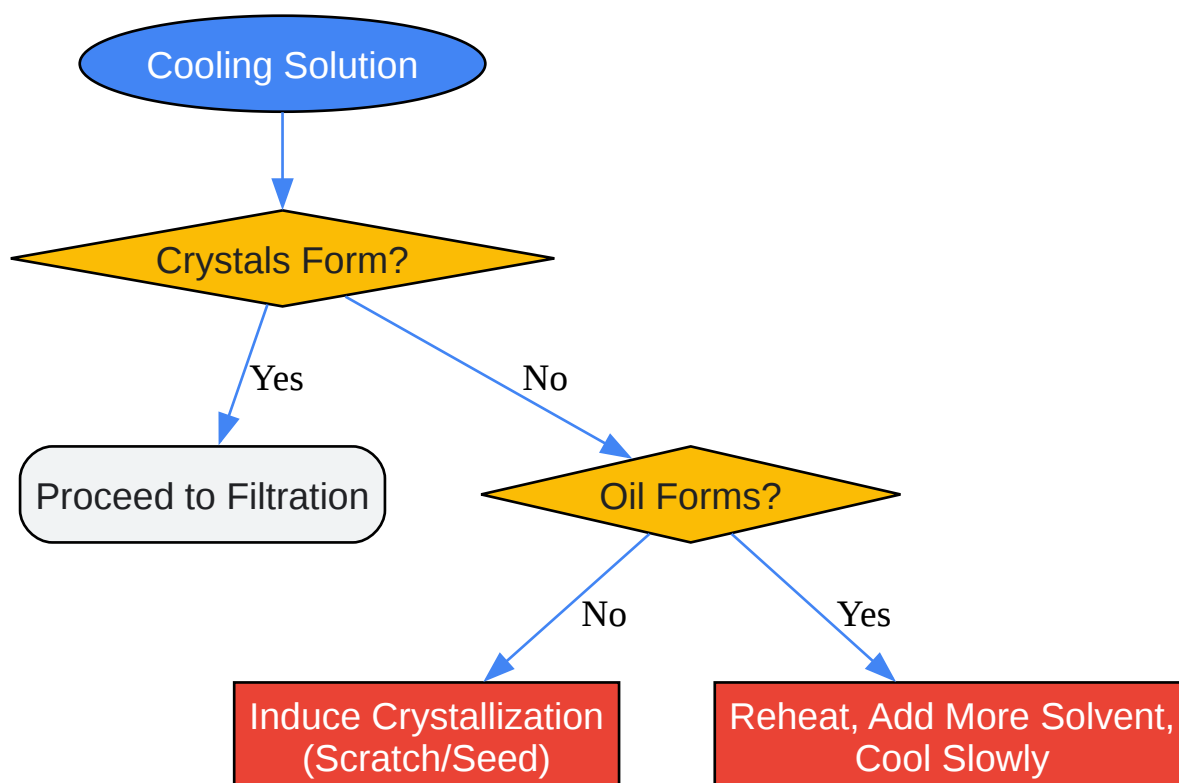 Cooling Solution
Crystals Form?
Yes
No
Proceed to Filtration
Oil Forms?
No
Yes
Induce Crystallization
(Scratch/Seed)
Reheat, Add More Solvent,
Cool Slowly